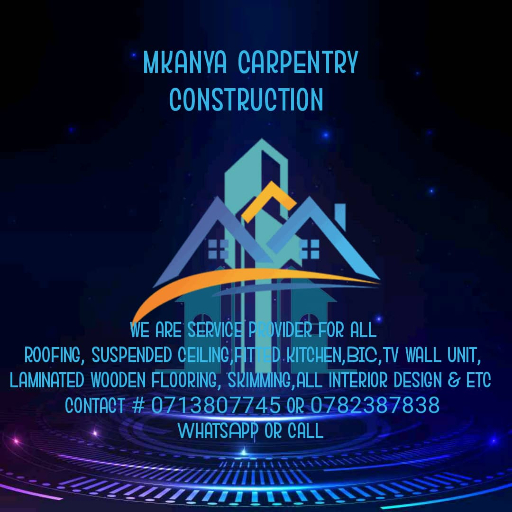 MKANYA CARPENTRY
CONSTRUCTION
WE ARE SERVICE PROVIDER FOR ALL
ROOFING, SUSPENDED CEILING,FITTED KITCHEN,BIC,TV WALL UNIT,
LAMINATED WOODEN FLOORING, SKIMMING,ALL INTERIOR DESIGN & ETC
CONTACT # 0713807745 OR 0782387838
WHATSAPP OR CALL